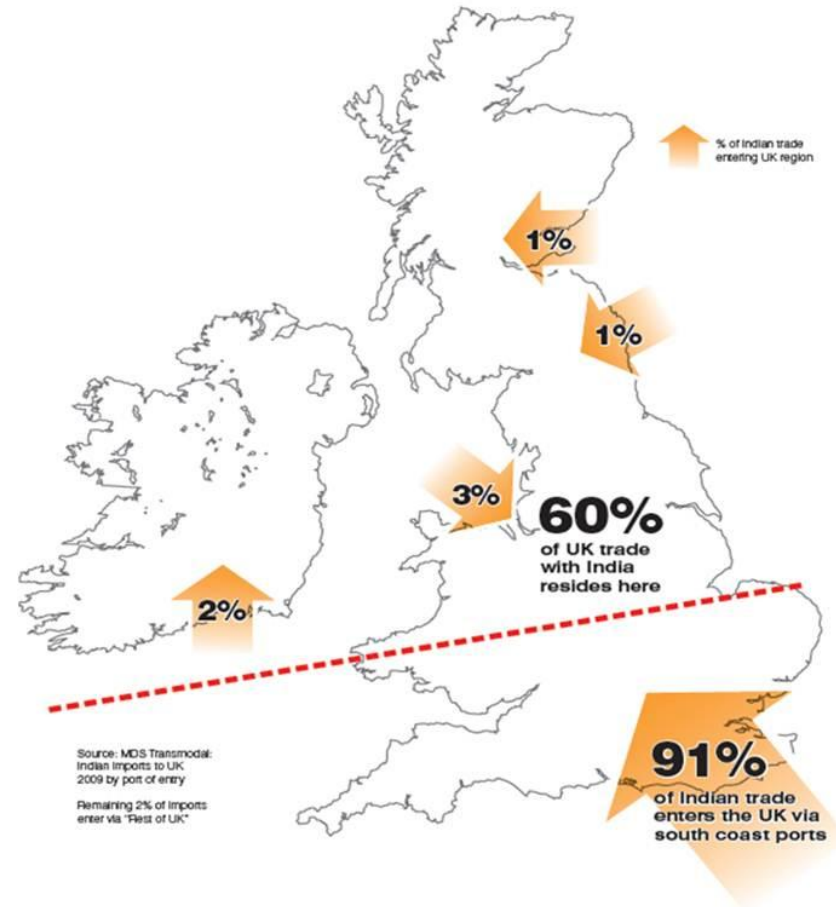 % of Indian trade
entering UK region
1%
1%
3%
60%
of UK trade
with India
resides here
2%
Source: MDS Transmodal:
Indian Imports to UK
2009 by port of entry
Remaining 2% of Imports
enter via "Rest of UK"
91%
of Indian trade
enters the UK via
south coast ports